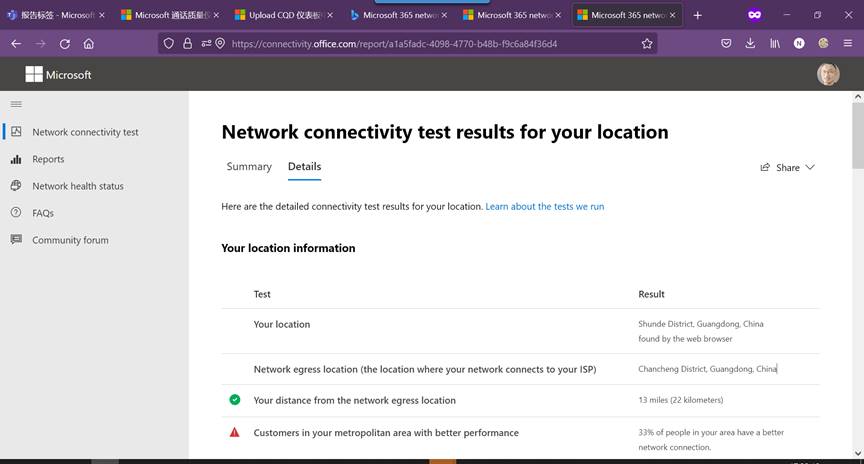 报告标签 - Microsoft
Microsoft 通话质量仪
Upload CQD 仪表板
Microsoft 365 netwo
Microsoft 365 netwo
Microsoft 365 netwo
https://connectivity.office.com/report/a1a5fadc-4098-4770-b48b-f9c6a84f36d4
N
Microsoft
Network connectivity test
Reports
Network health status
FAQs
Community forum
Network connectivity test results for your location
Summary Details
Share
Here are the detailed connectivity test results for your location. Learn about the tests we run
Your location information
Test Result
Your location Shunde District, Guangdong, China
found by the web browser
Network egress location (the location where your network connects to your ISP) Chancheng District, Guangdong, China
Your distance from the network egress location 13 miles (22 kilometers)
Customers in your metropolitan area with better performance 33% of people in your area have a better
network connection.